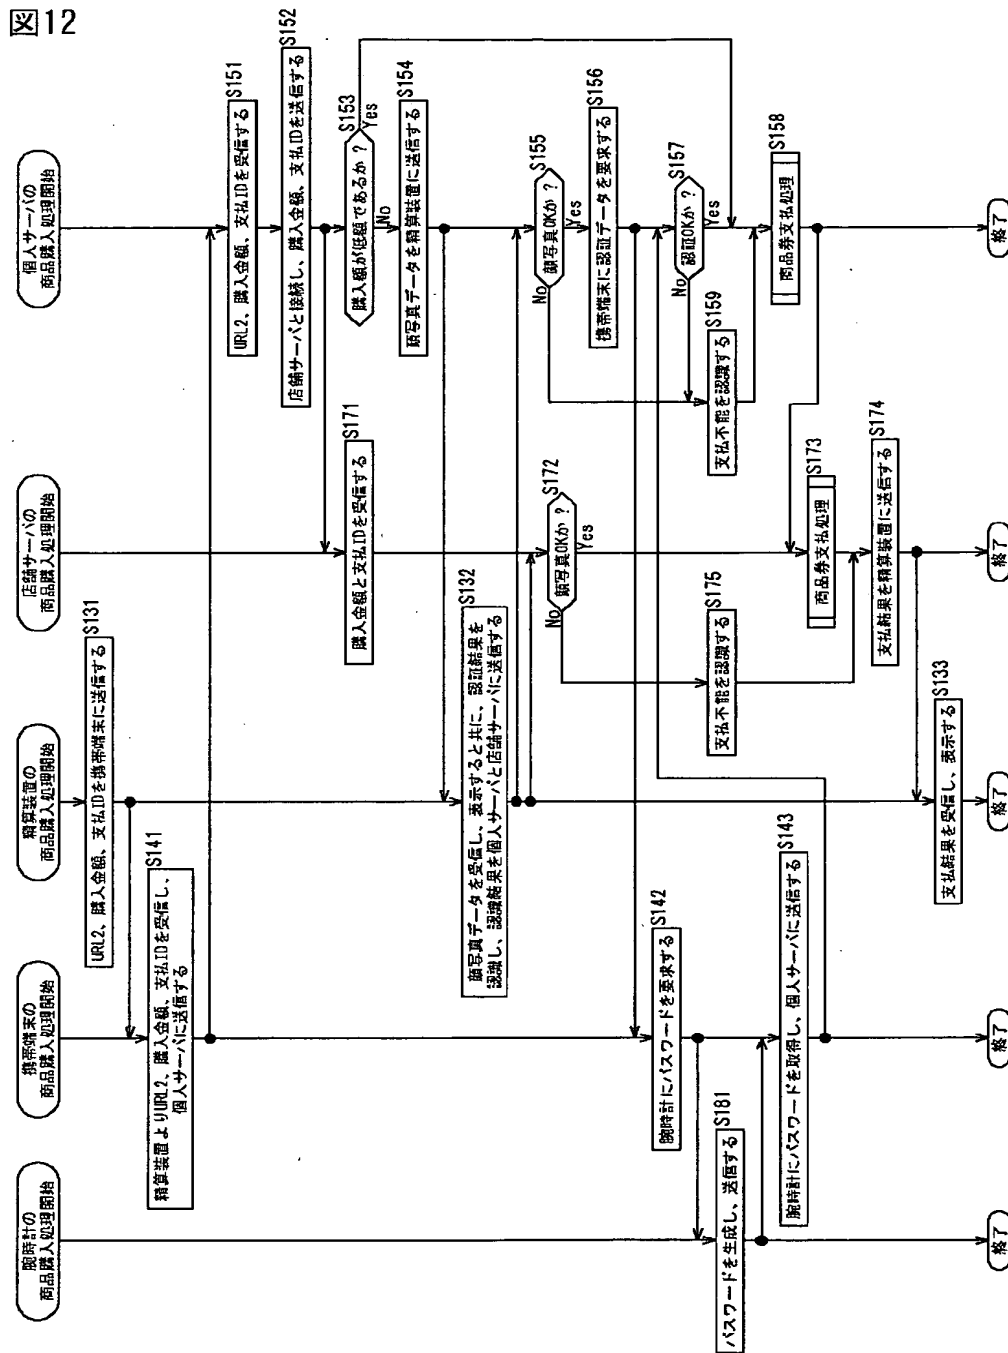 図12
腕時計の
商品購入処理開始
携帯端末の
商品購入処理開始
精算装置の
商品購入処理開始
店舗サーバの
商品購入処理開始
個人サーバの
商品購入処理開始
S131
URL2、購入金額、支払IDを携帯端末に送信する
S141
精算装置よりURL2、購入金額、支払IDを受信し、
個人サーバに送信する
S151
URL2、購入金額、支払IDを受信する
S152
店舗サーバと接続し、購入金額、支払IDを送信する
S171
購入金額と支払IDを受信する
S153
購入額が低額であるか?
Yes
No
S154
顔写真データを精算装置に送信する
S132
顔写真データを受信し、表示すると共に、認証結果を
認識し、認識結果を個人サーバと店舗サーバに送信する
S172
顔写真OKか?
No
Yes
S155
顔写真OKか?
No
Yes
S156
携帯端末に認証データを要求する
S142
腕時計にパスワードを要求する
S181
パスワードを生成し、送信する
S175
支払不能を認識する
S157
認証OKか?
No
Yes
S159
支払不能を認識する
S143
腕時計にパスワードを取得し、個人サーバに送信する
S158
商品券支払処理
S173
商品券支払処理
S174
支払結果を精算装置に送信する
S133
支払結果を受信し、表示する
終了
終了
終了
終了
終了